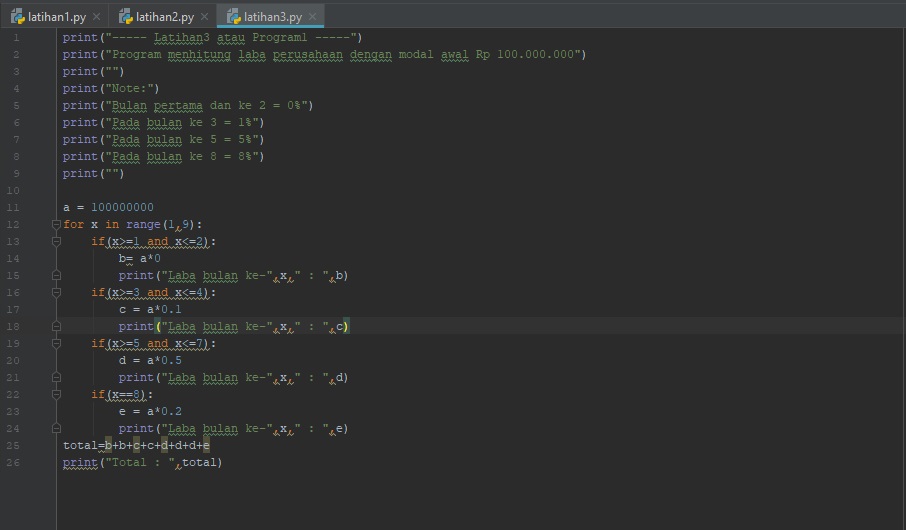 latihan1.py latihan2.py latihan3.py
1 print("----- Latihan3 atau Program1 -----")
2 print("Program menhitung laba perusahaan dengan modal awal Rp 100.000.000")
3 print("")
4 print("Note:")
5 print("Bulan pertama dan ke 2 = 0%")
6 print("Pada bulan ke 3 = 1%")
7 print("Pada bulan ke 5 = 5%")
8 print("Pada bulan ke 8 = 8%")
9 print("")
10
11 a = 100000000
12 for x in range(1,9):
13     if(x>=1 and x<=2):
14         b= a*0
15         print("Laba bulan ke-",x," : ",b)
16     if(x>=3 and x<=4):
17         c = a*0.1
18         print("Laba bulan ke-",x," : ",c)
19     if(x>=5 and x<=7):
20         d = a*0.5
21         print("Laba bulan ke-",x," : ",d)
22     if(x==8):
23         e = a*0.2
24         print("Laba bulan ke-",x," : ",e)
25 total=b+b+c+c+d+d+d+e
26 print("Total : ",total)